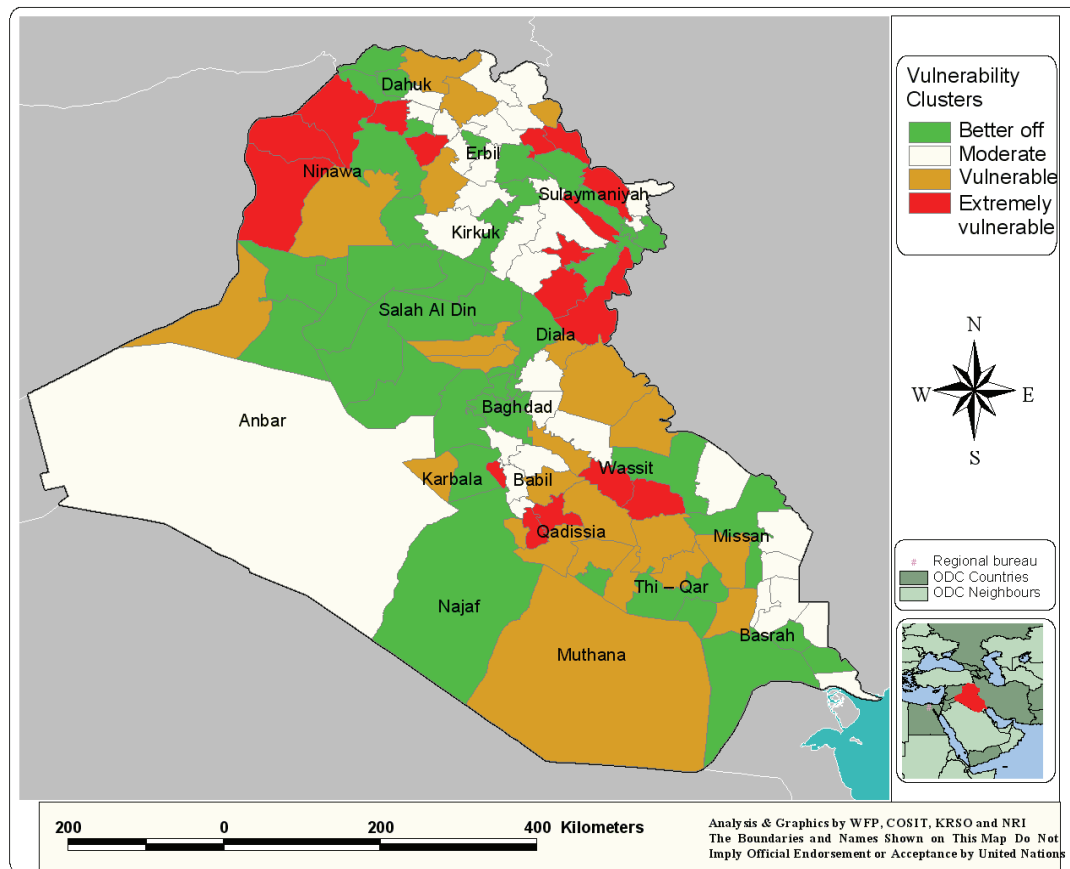 Vulnerability
Clusters
Better off
Moderate
Vulnerable
Extremely
vulnerable
Dahuk
Erbil
Ninawa
Sulaymaniyah
Kirkuk
Salah Al Din
Diala
Anbar
Baghdad
Karbala
Babil
Wassit
Qadissia
Missan
Najaf
Thi – Qar
Basrah
Muthana
N
W
E
S
# Regional bureau
ODC Countries
ODC Neighbours
200 0 200 400 Kilometers
Analysis & Graphics by WFP, COSIT, KRSO and NRI
The Boundaries and Names Shown on This Map Do Not
Imply Official Endorsement or Acceptance by United Nations